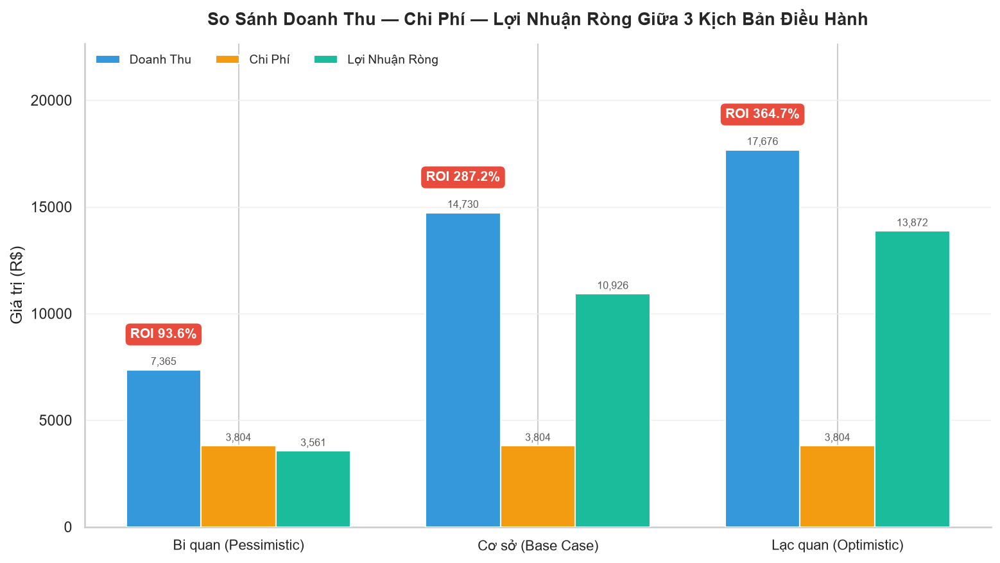 So Sánh Doanh Thu — Chi Phí — Lợi Nhuận Ròng Giữa 3 Kịch Bản Điều Hành
Doanh Thu Chi Phí Lợi Nhuận Ròng
Giá trị (R$)
20000
15000
10000
5000
0
ROI 93.6%
7,365
3,804
3,561
ROI 287.2%
14,730
3,804
10,926
ROI 364.7%
17,676
3,804
13,872
Bi quan (Pessimistic)
Cơ sở (Base Case)
Lạc quan (Optimistic)